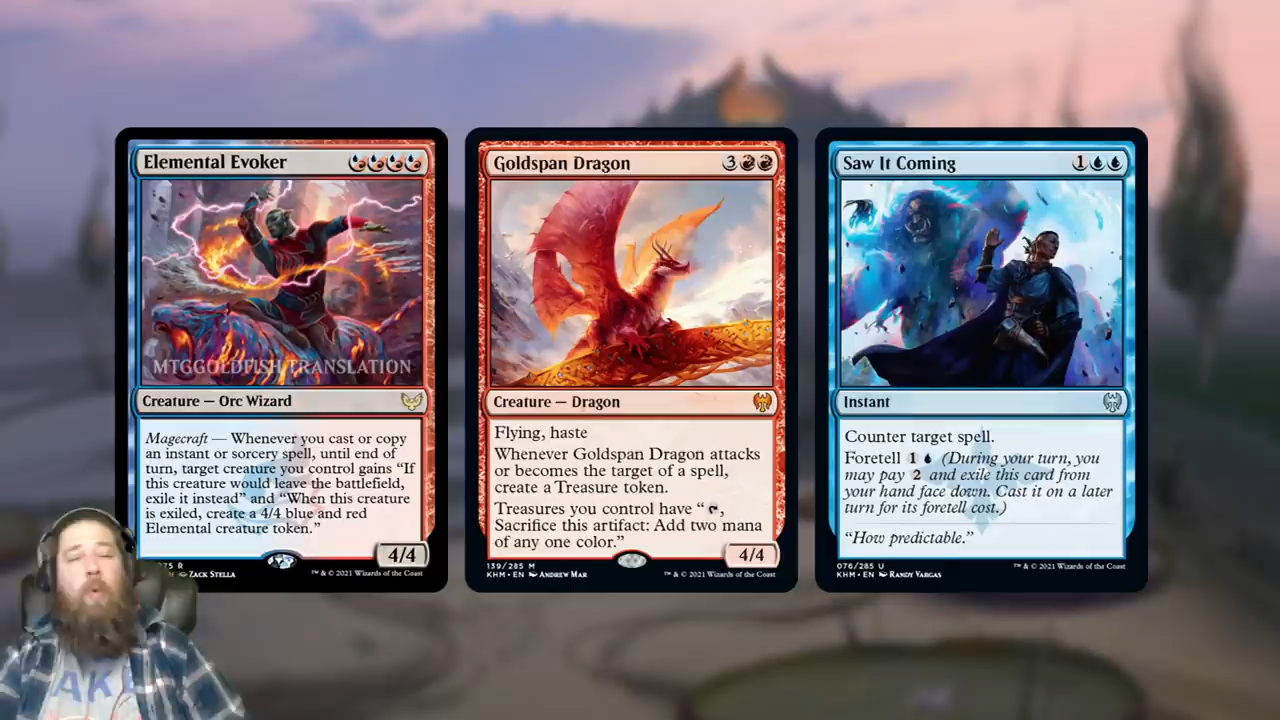 Elemental Evoker
MTGGOLDFISH TRANSLATION
Creature — Orc Wizard
Magecraft — Whenever you cast or copy
an instant or sorcery spell, until end of
turn, target creature you control gains “If
this creature would leave the battlefield,
exile it instead” and “When this creature
is exiled, create a 4/4 blue and red
Elemental creature token.”
4/4
R
ZACK STELLA
™ & © 2021 Wizards of the Coast
Goldspan Dragon
3
Creature — Dragon
Flying, haste
Whenever Goldspan Dragon attacks
or becomes the target of a spell,
create a Treasure token.
Treasures you control have “ ,
Sacrifice this artifact: Add two mana
of any one color.”
4/4
139/285 M
KHM • EN ANDREW MAR
™ & © 2021 Wizards of the Coast
Saw It Coming
1
Instant
Counter target spell.
Foretell 1 (During your turn, you
may pay 2 and exile this card from
your hand face down. Cast it on a later
turn for its foretell cost.)
“How predictable.”
076/285 U
KHM • EN RANDY VARGAS
™ & © 2021 Wizards of the Coast